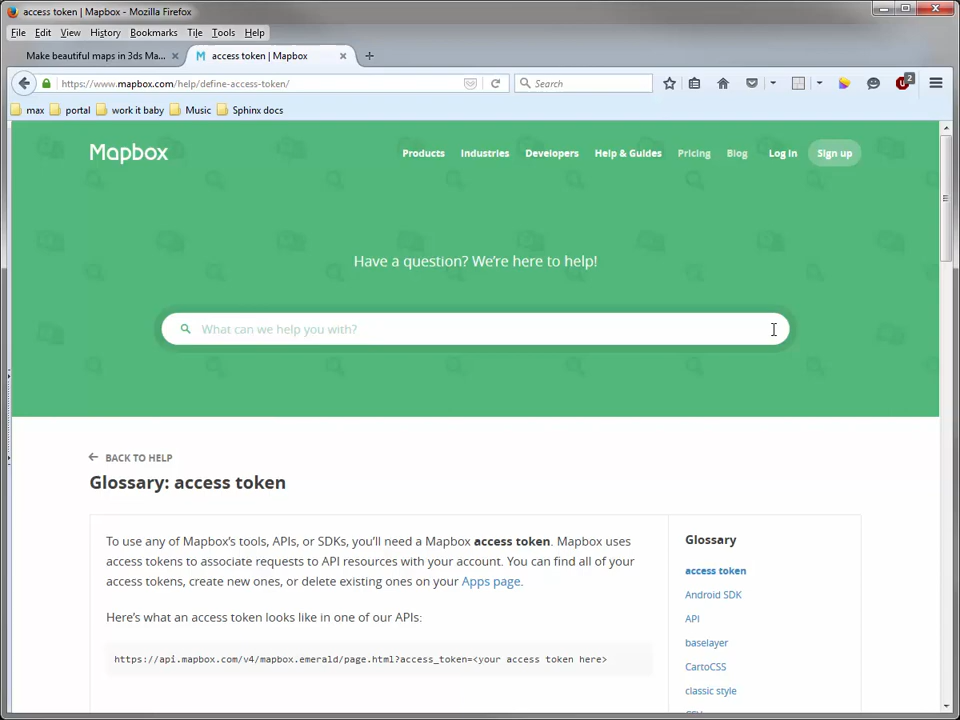 access token | Mapbox - Mozilla Firefox
File Edit View History Bookmarks Tile Tools Help
Make beautiful maps in 3ds Ma... access token | Mapbox
https://www.mapbox.com/help/define-access-token/ Search 2
max portal work it baby Music Sphinx docs
Mapbox Products Industries Developers Help & Guides Pricing Blog Log in Sign up
Have a question? We're here to help!
What can we help you with?
BACK TO HELP
Glossary: access token
To use any of Mapbox's tools, APIs, or SDKs, you'll need a Mapbox access token. Mapbox uses
access tokens to associate requests to API resources with your account. You can find all of your
access tokens, create new ones, or delete existing ones on your Apps page.
Here's what an access token looks like in one of our APIs:
https://api.mapbox.com/v4/mapbox.emerald/page.html?access_token=<your access token here>
Glossary
access token
Android SDK
API
baselayer
CartoCSS
classic style